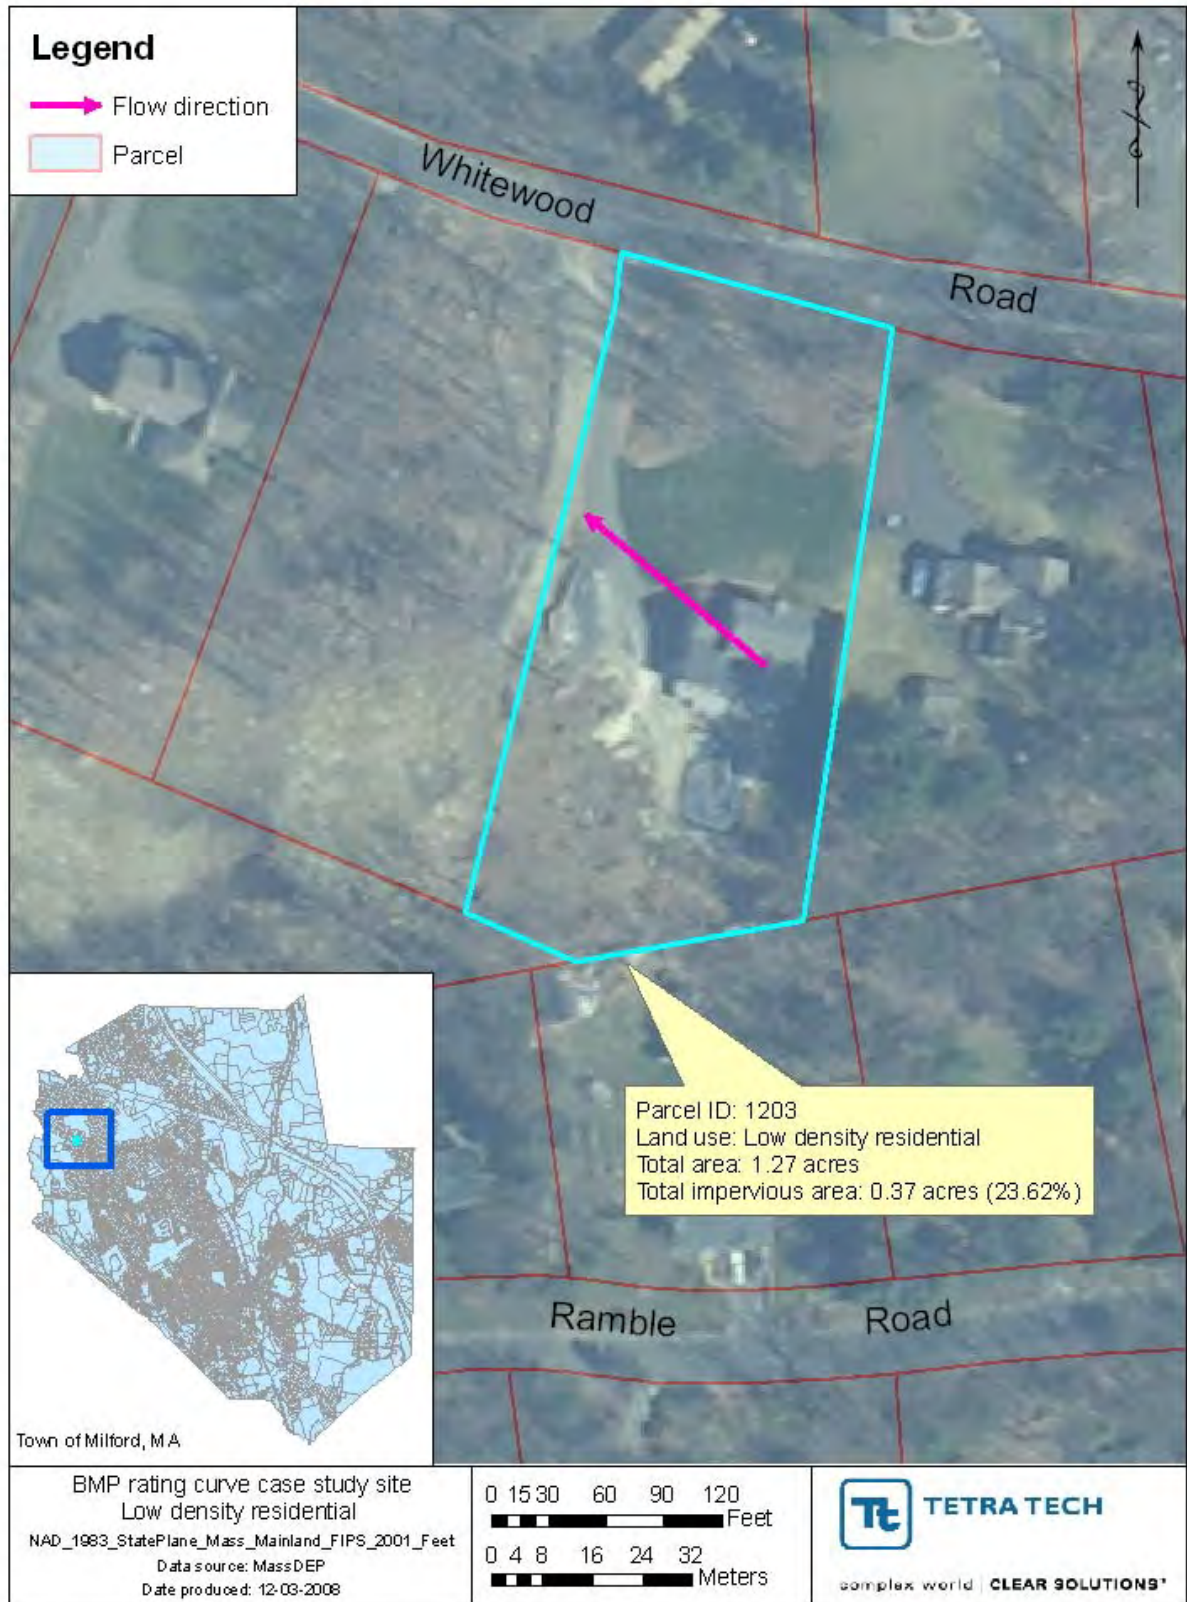 Legend
Flow direction
Parcel
Whitewood
Road
Parcel ID: 1203
Land use: Low density residential
Total area: 1.27 acres
Total impervious area: 0.37 acres (23.62%)
Ramble Road
Town of Milford, MA
BMP rating curve case study site
Low density residential
NAD_1983_StatePlane_Mass_Mainland_FIPS_2001_Feet
Data source: MassDEP
Date produced: 12-03-2008
0 15 30 60 90 120
Feet
0 4 8 16 24 32
Meters
Tt TETRA TECH
complex world | CLEAR SOLUTIONS™